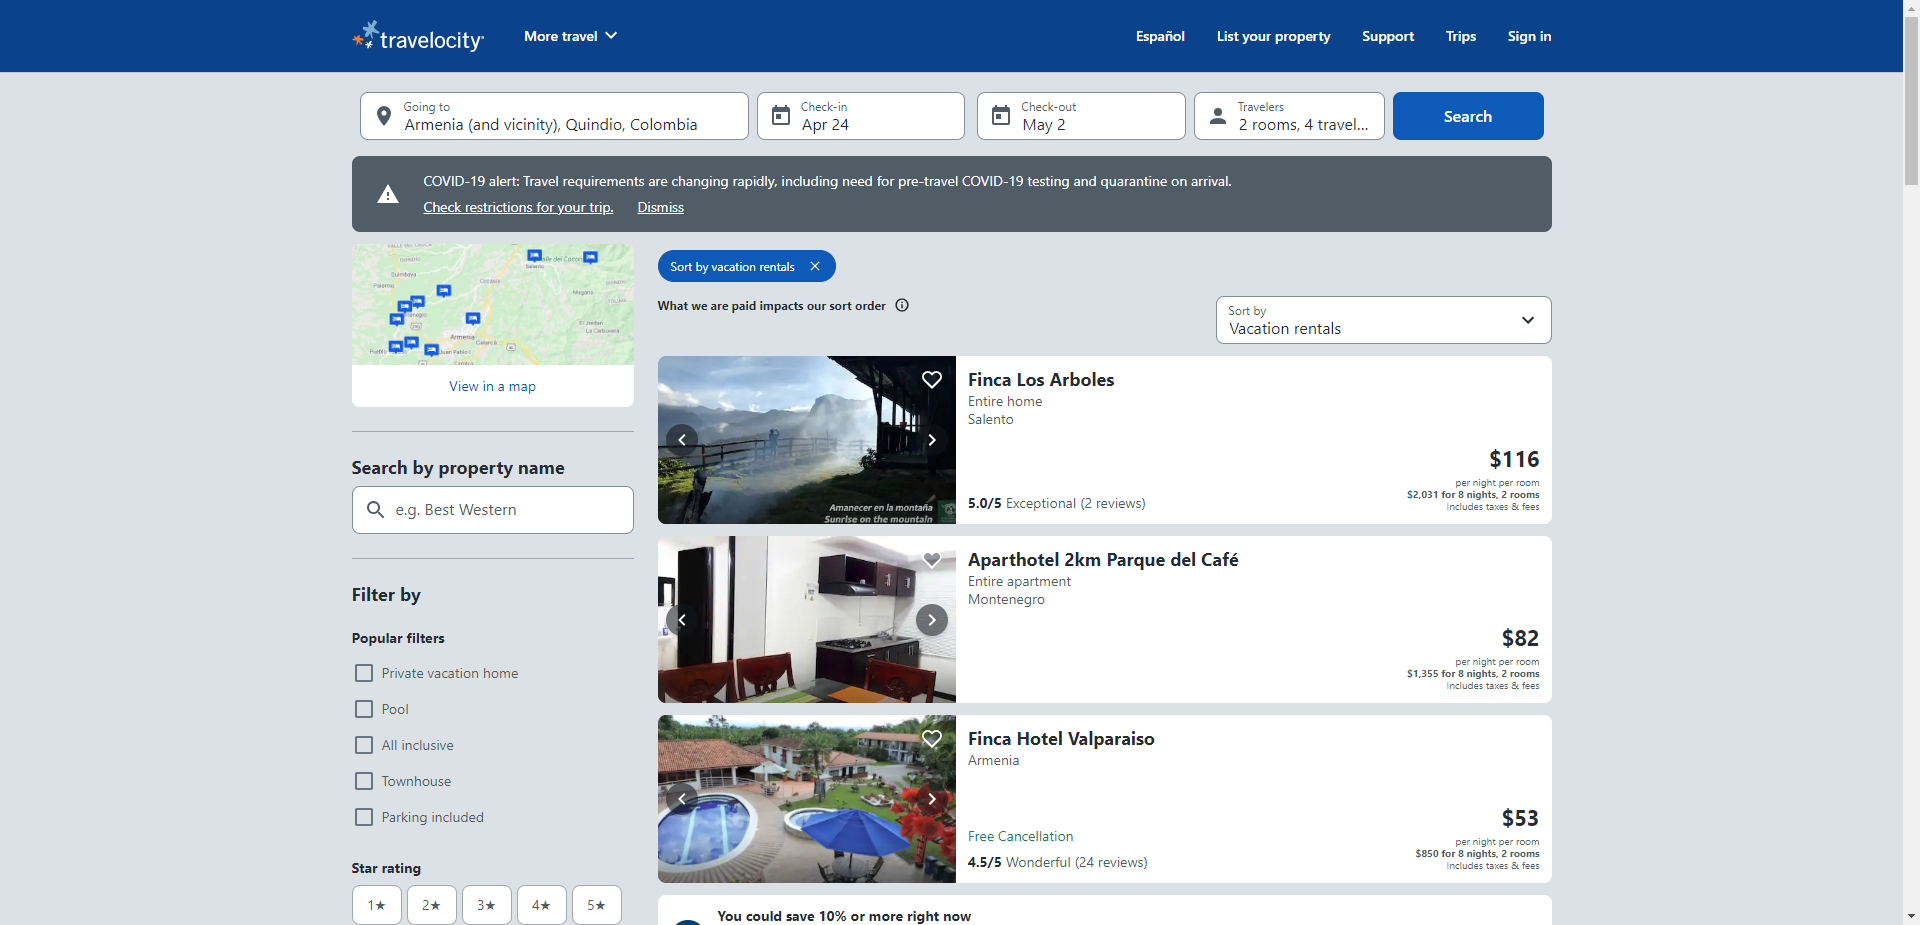 travelocity
More travel
Español
List your property
Support
Trips
Sign in
Going to
Armenia (and vicinity), Quindio, Colombia
Check-in
Apr 24
Check-out
May 2
Travelers
2 rooms, 4 travel...
Search
COVID-19 alert: Travel requirements are changing rapidly, including need for pre-travel COVID-19 testing and quarantine on arrival.
Check restrictions for your trip.
Dismiss
Salento
Quimbaya
Circasia
Armenia
Calarcá
View in a map
Search by property name
e.g. Best Western
Filter by
Popular filters
Private vacation home
Pool
All inclusive
Townhouse
Parking included
Star rating
1★
2★
3★
4★
5★
Sort by vacation rentals
What we are paid impacts our sort order
Sort by
Vacation rentals
Amanecer en la montaña
Sunrise on the mountain
Finca Los Arboles
Entire home
Salento
5.0/5 Exceptional (2 reviews)
$116
per night per room
$2,031 for 8 nights, 2 rooms
Includes taxes & fees
Aparthotel 2km Parque del Café
Entire apartment
Montenegro
$82
per night per room
$1,355 for 8 nights, 2 rooms
Includes taxes & fees
Finca Hotel Valparaiso
Armenia
Free Cancellation
4.5/5 Wonderful (24 reviews)
$53
per night per room
$850 for 8 nights, 2 rooms
Includes taxes & fees
You could save 10% or more right now